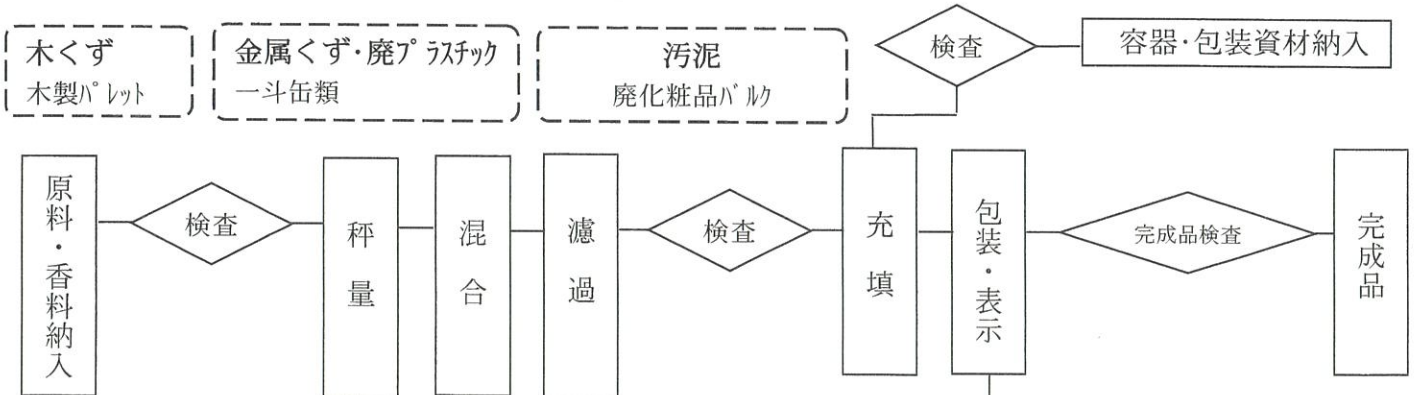 木くず
木製パレット
金属くず・廃プラスチック
一斗缶類
汚泥
廃化粧品バルク
検査
容器・包装資材納入
原料・香料納入
検査
秤量
混合
濾過
検査
充填
包装・表示
完成品検査
完成品